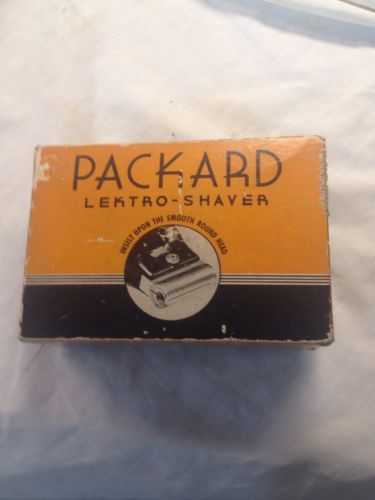 PACKARD
LEKTRO-SHAVER
INSIST UPON THE SMOOTH ROUND HEAD